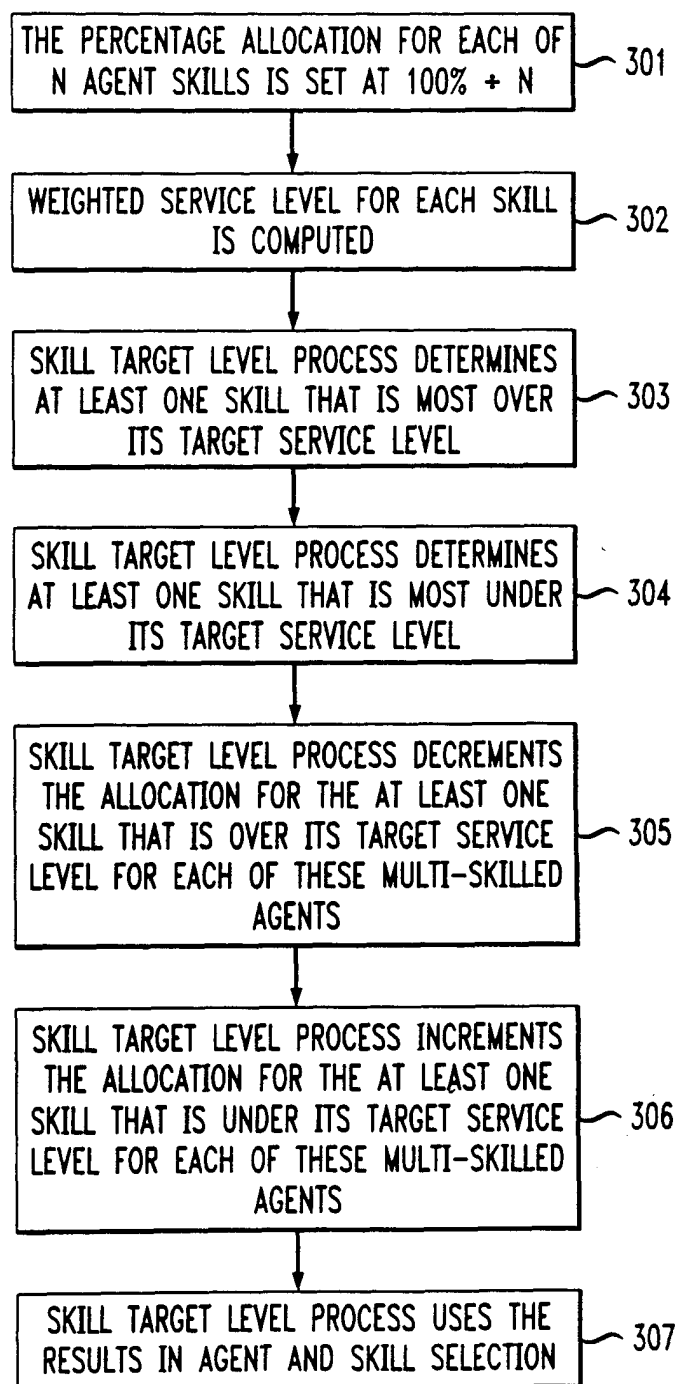 THE PERCENTAGE ALLOCATION FOR EACH OF
N AGENT SKILLS IS SET AT 100% + N
301
WEIGHTED SERVICE LEVEL FOR EACH SKILL
IS COMPUTED
302
SKILL TARGET LEVEL PROCESS DETERMINES
AT LEAST ONE SKILL THAT IS MOST OVER
ITS TARGET SERVICE LEVEL
303
SKILL TARGET LEVEL PROCESS DETERMINES
AT LEAST ONE SKILL THAT IS MOST UNDER
ITS TARGET SERVICE LEVEL
304
SKILL TARGET LEVEL PROCESS DECREMENTS
THE ALLOCATION FOR THE AT LEAST ONE
SKILL THAT IS OVER ITS TARGET SERVICE
LEVEL FOR EACH OF THESE MULTI-SKILLED
AGENTS
305
SKILL TARGET LEVEL PROCESS INCREMENTS
THE ALLOCATION FOR THE AT LEAST ONE
SKILL THAT IS UNDER ITS TARGET SERVICE
LEVEL FOR EACH OF THESE MULTI-SKILLED
AGENTS
306
SKILL TARGET LEVEL PROCESS USES THE
RESULTS IN AGENT AND SKILL SELECTION
307